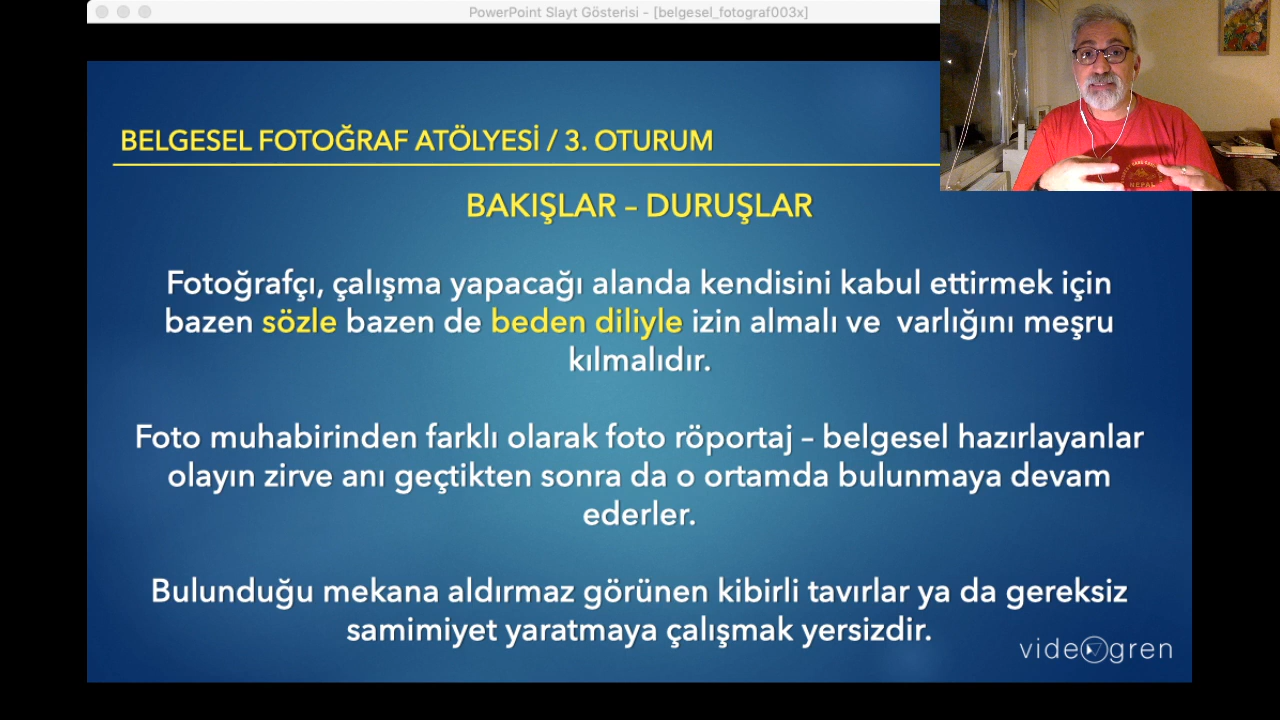 PowerPoint Slayt Gösterisi - [belgesel_fotograf003x]
BELGESEL FOTOĞRAF ATÖLYESİ / 3. OTURUM
BAKIŞLAR – DURUŞLAR
Fotoğrafçı, çalışma yapacağı alanda kendisini kabul ettirmek için
bazen sözle bazen de beden diliyle izin almalı ve varlığını meşru
kılmalıdır.
Foto muhabirinden farklı olarak foto röportaj – belgesel hazırlayanlar
olayın zirve anı geçtikten sonra da o ortamda bulunmaya devam
ederler.
Bulunduğu mekana aldırmaz görünen kibirli tavırlar ya da gereksiz
samimiyet yaratmaya çalışmak yersizdir.
videogren
NEPAL